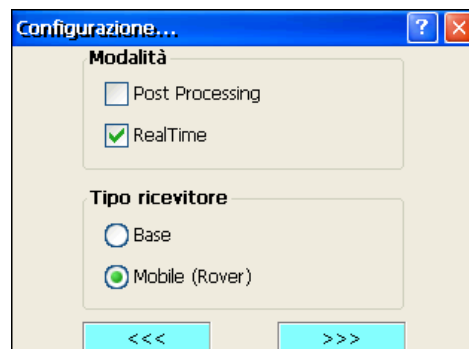 Configurazione...
Modalità
Post Processing
RealTime
Tipo ricevitore
Base
Mobile (Rover)
<<< >>>